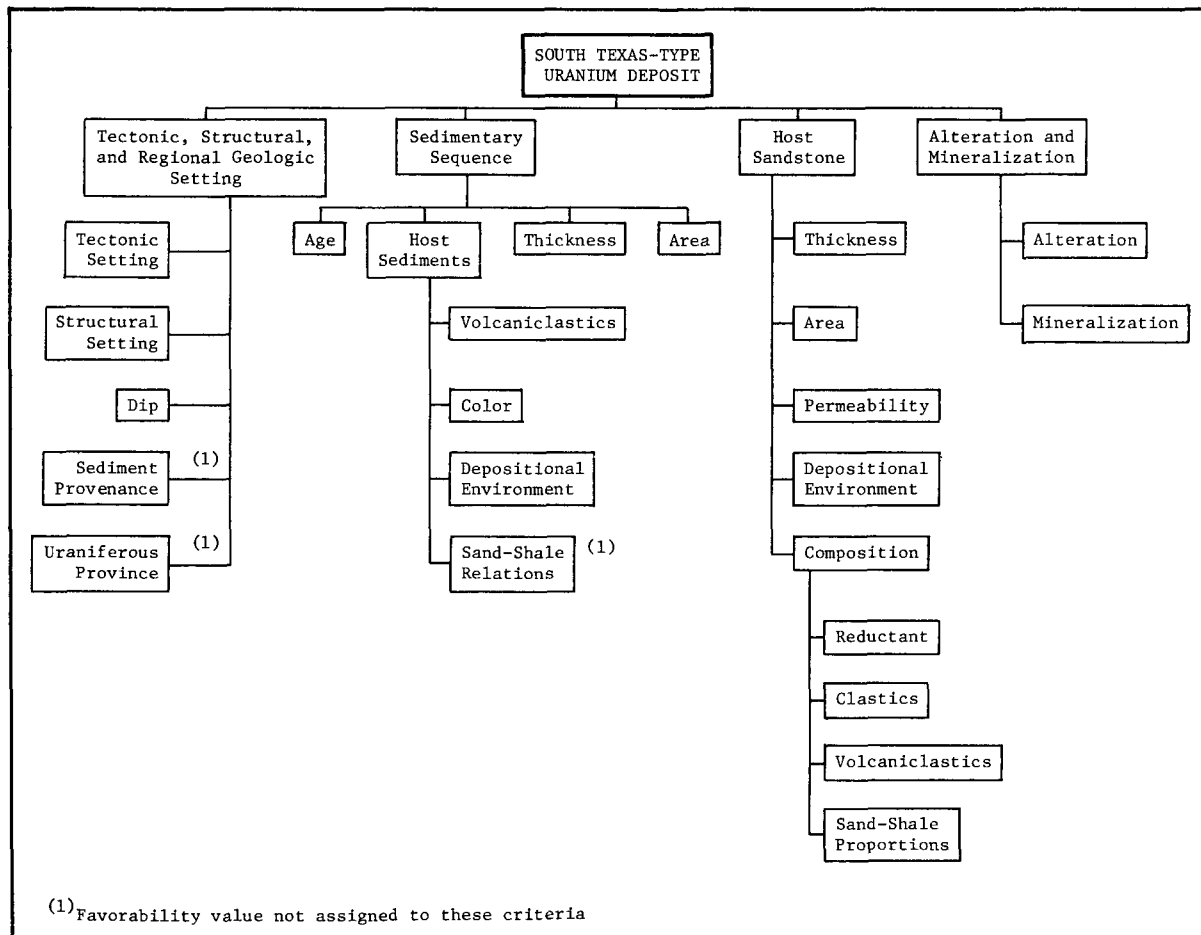 SOUTH TEXAS-TYPE
URANIUM DEPOSIT
Tectonic, Structural,
and Regional Geologic
Setting
Tectonic
Setting
Structural
Setting
Dip
Sediment
Provenance
(1)
Uraniferous
Province
(1)
Sedimentary
Sequence
Age
Host
Sediments
Thickness
Area
Volcaniclastics
Color
Depositional
Environment
Sand-Shale
Relations
(1)
Host
Sandstone
Thickness
Area
Permeability
Depositional
Environment
Composition
Reductant
Clastics
Volcaniclastics
Sand-Shale
Proportions
Alteration and
Mineralization
Alteration
Mineralization
(1)Favorability value not assigned to these criteria